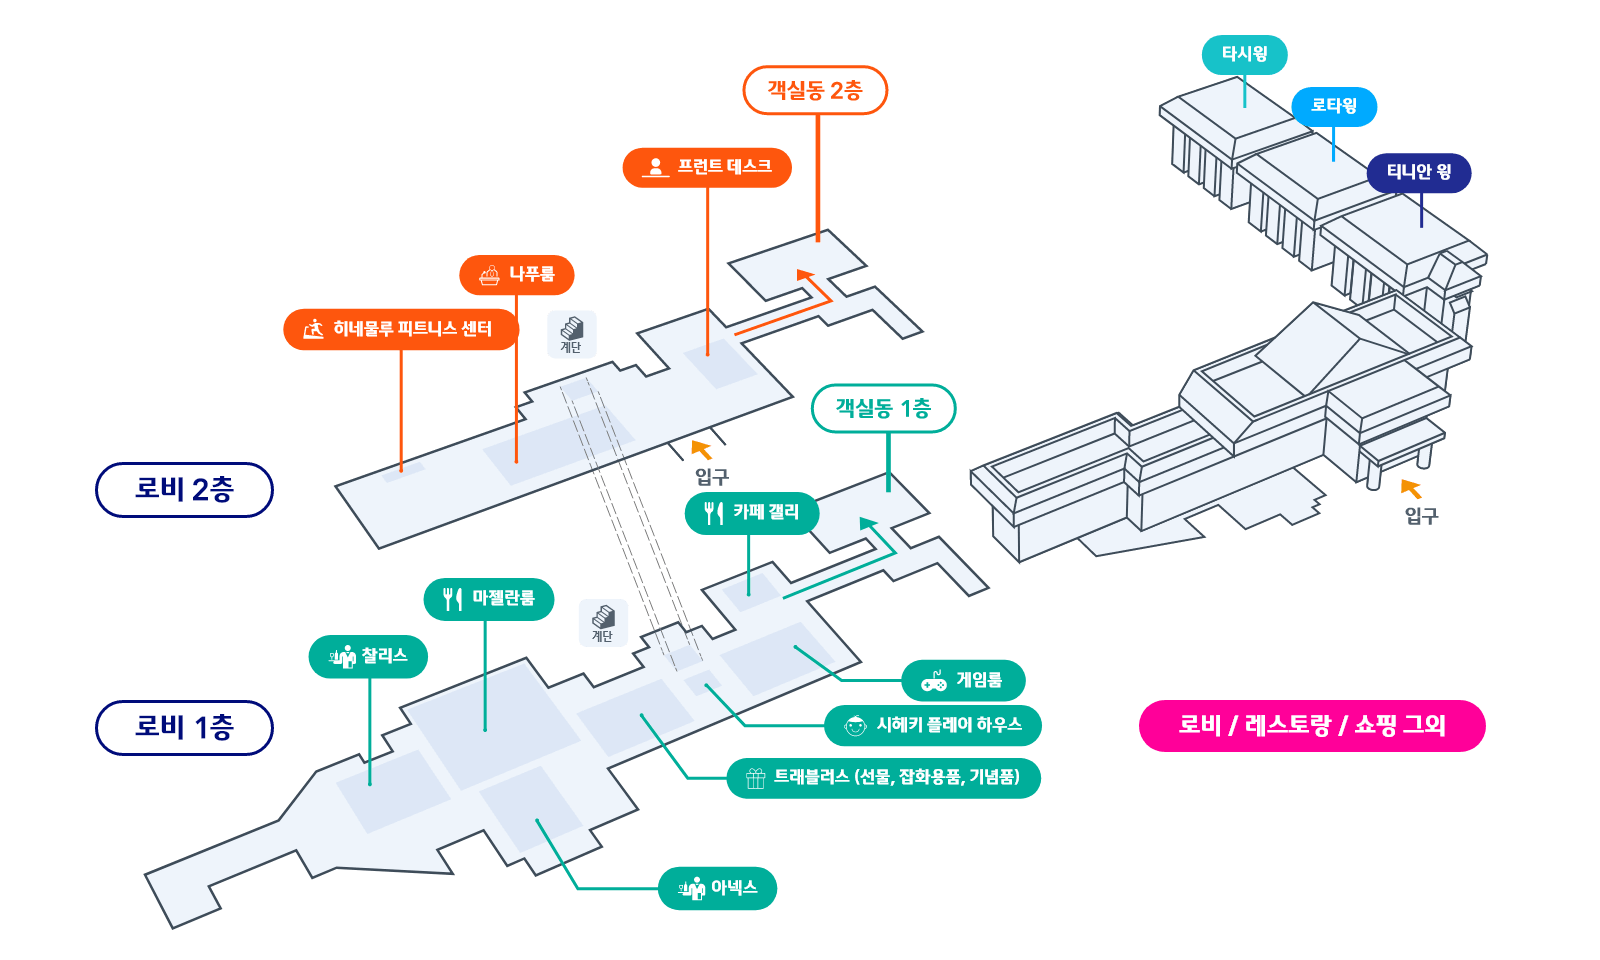 타시윙
로타윙
티니안 윙
객실동 2층
프런트 데스크
나푸룸
히네물루 피트니스 센터
계단
객실동 1층
입구
로비 2층
카페 갤리
입구
마젤란룸
계단
찰리스
게임룸
시헤키 플레이 하우스
로비 1층
로비 / 레스토랑 / 쇼핑 그외
트래블러스 (선물, 잡화용품, 기념품)
아넥스